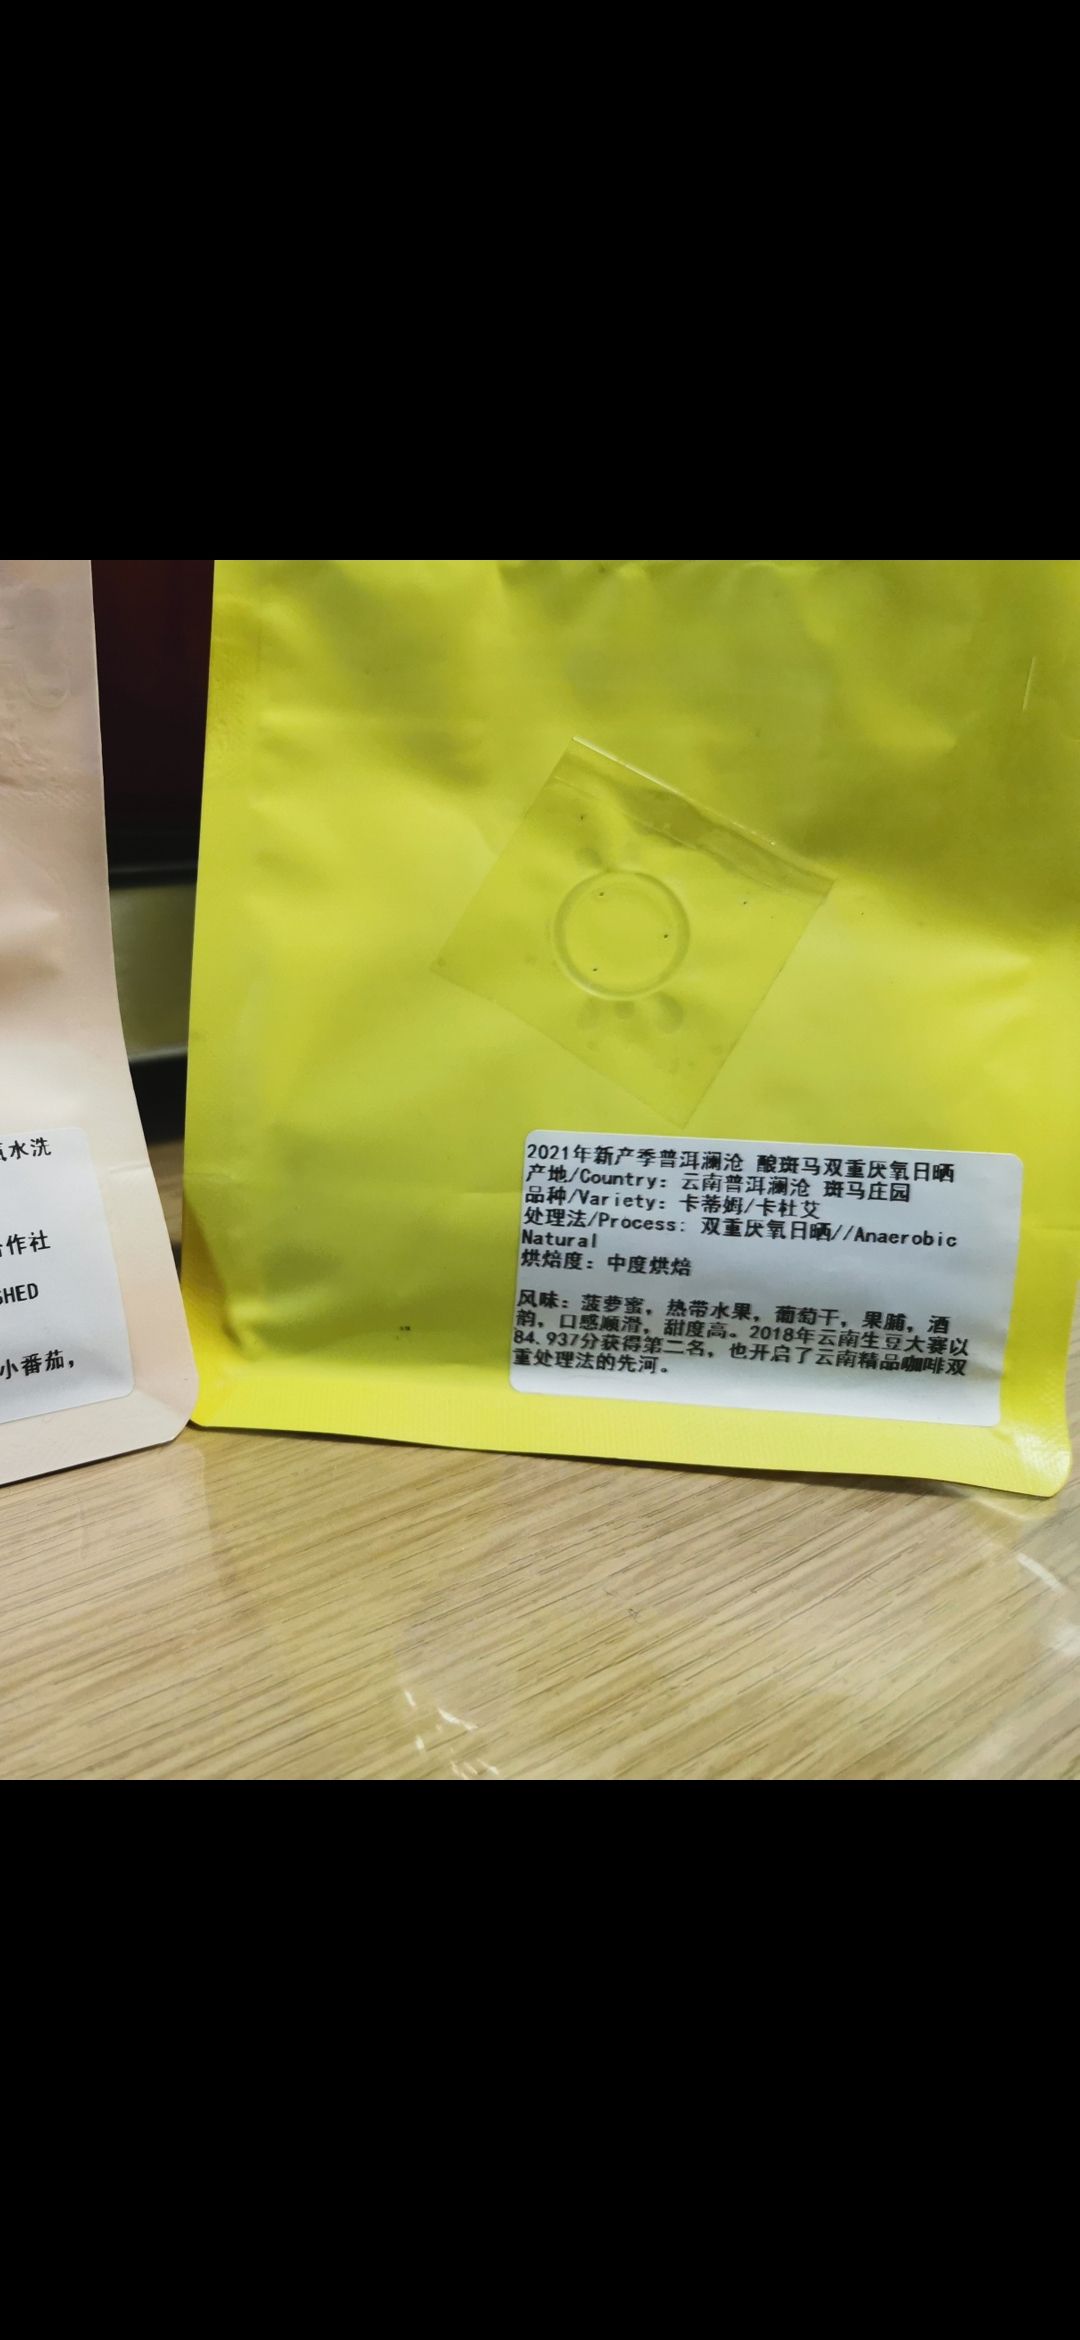 水洗
作社
SHED
小番茄，
2021年新产季普洱澜沧 酿斑马双重厌氧日晒
产地/Country: 云南普洱澜沧 斑马庄园
品种/Variety: 卡蒂姆/卡杜艾
处理法/Process: 双重厌氧日晒//Anaerobic
Natural
烘焙度: 中度烘焙
风味: 菠萝蜜, 热带水果, 葡萄干, 果脯, 酒
韵, 口感顺滑, 甜度高。2018年云南生豆大赛以
84.937分获得第二名, 也开启了云南精品咖啡双
重处理法的先河。